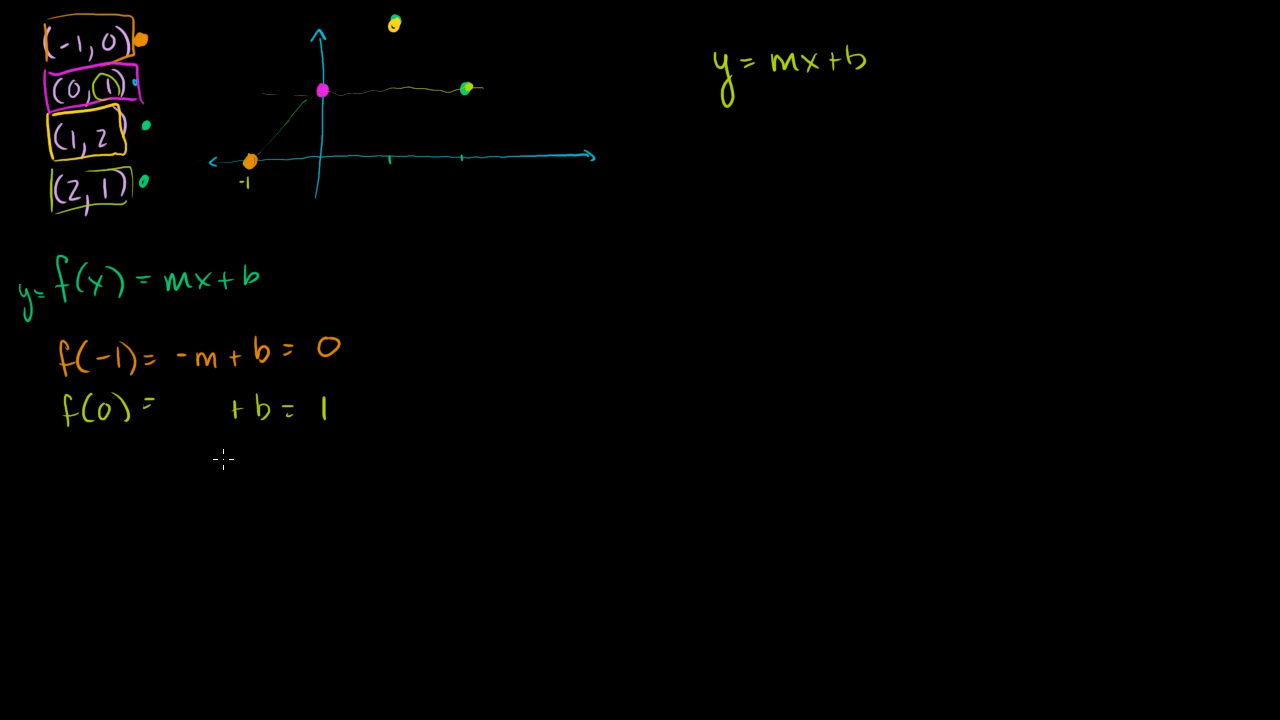 (-1, 0)
(0, 1)
(1, 2)
(2, 1)
-1
y = mx + b
y = f(x) = mx + b
f(-1) = -m + b = 0
f(0) = + b = 1